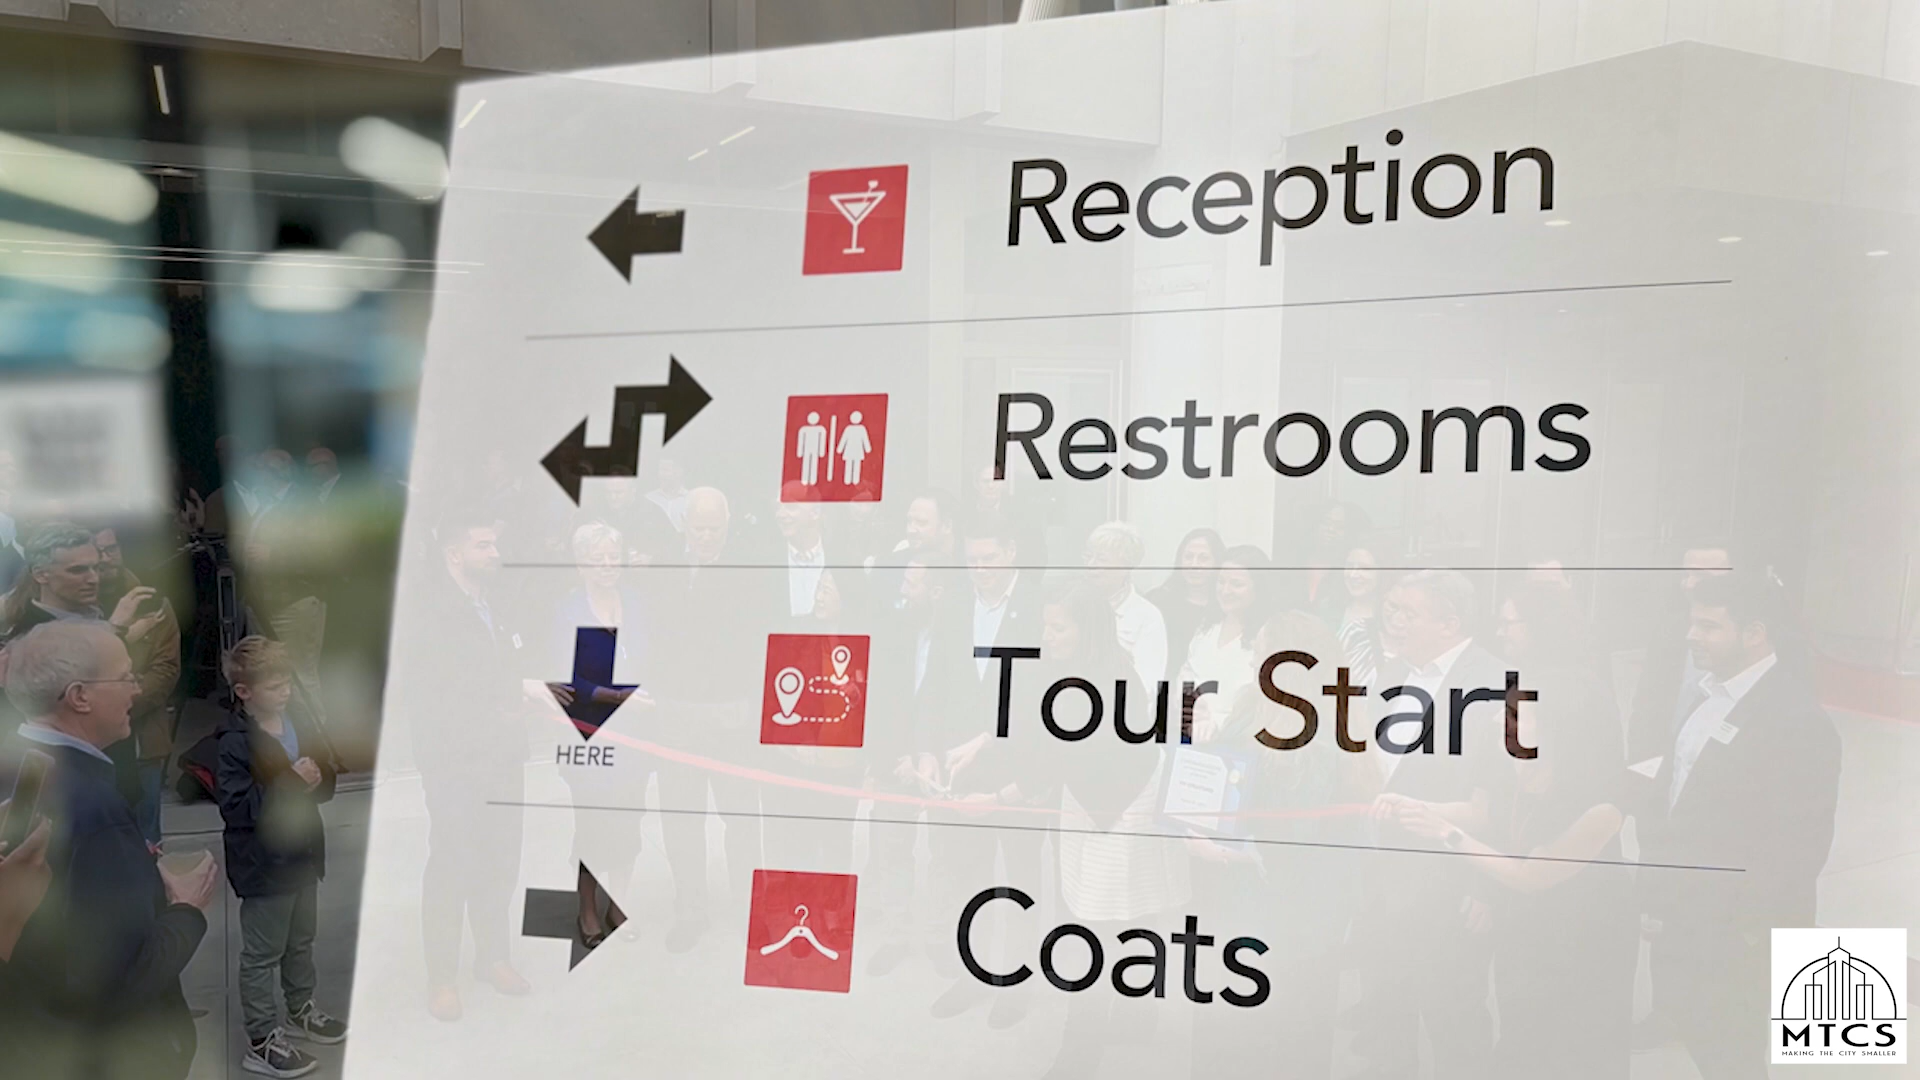 Reception
Restrooms
Tour Start
HERE
Coats
MTCS
MAKING THE CITY SMALLER